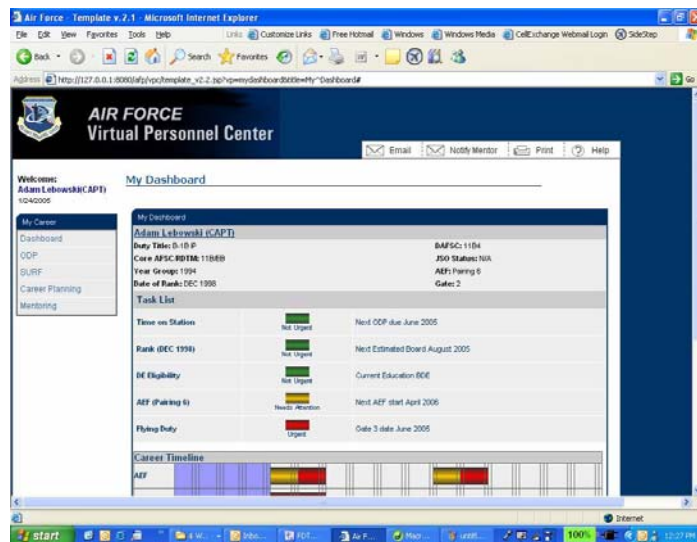 Air Force - Template v.2.1 - Microsoft Internet Explorer
File Edit View Favorites Tools Help Links Customize Links Free Hotmail Windows Windows Media CellExchange Webmail Login SideStep
Back Search Favorites
Address http://127.0.0.1:8080/afp/vpc/template_v2.2.jsp?vp=mydashboard&title=My^Dashboard# Go
AIR FORCE
Virtual Personnel Center
Email Notify Mentor Print Help
Welcome:
Adam Lebowski(CAPT)
1/24/2005
My Dashboard
My Career
Dashboard
ODP
SURF
Career Planning
Mentoring
My Dashboard
Adam Lebowski (CAPT)
Duty Title: B-1B IP DAFSC: 11B4
Core AFSC/RDTM: 11B/BB JSO Status: N/A
Year Group: 1994 AEF: Pairing 6
Date of Rank: DEC 1998 Gate: 2
Task List
Time on Station Not Urgent Next ODP due June 2005
Rank (DEC 1998) Not Urgent Next Estimated Board August 2005
DE Eligibility Not Urgent Current Education BDE
AEF (Pairing 6) Needs Attention Next AEF start April 2006
Flying Duty Urgent Gate 3 date June 2005
Career Timeline
AEF
Internet
start 4 W... Inbo... FDT... Air F... 100% 12:27 PM